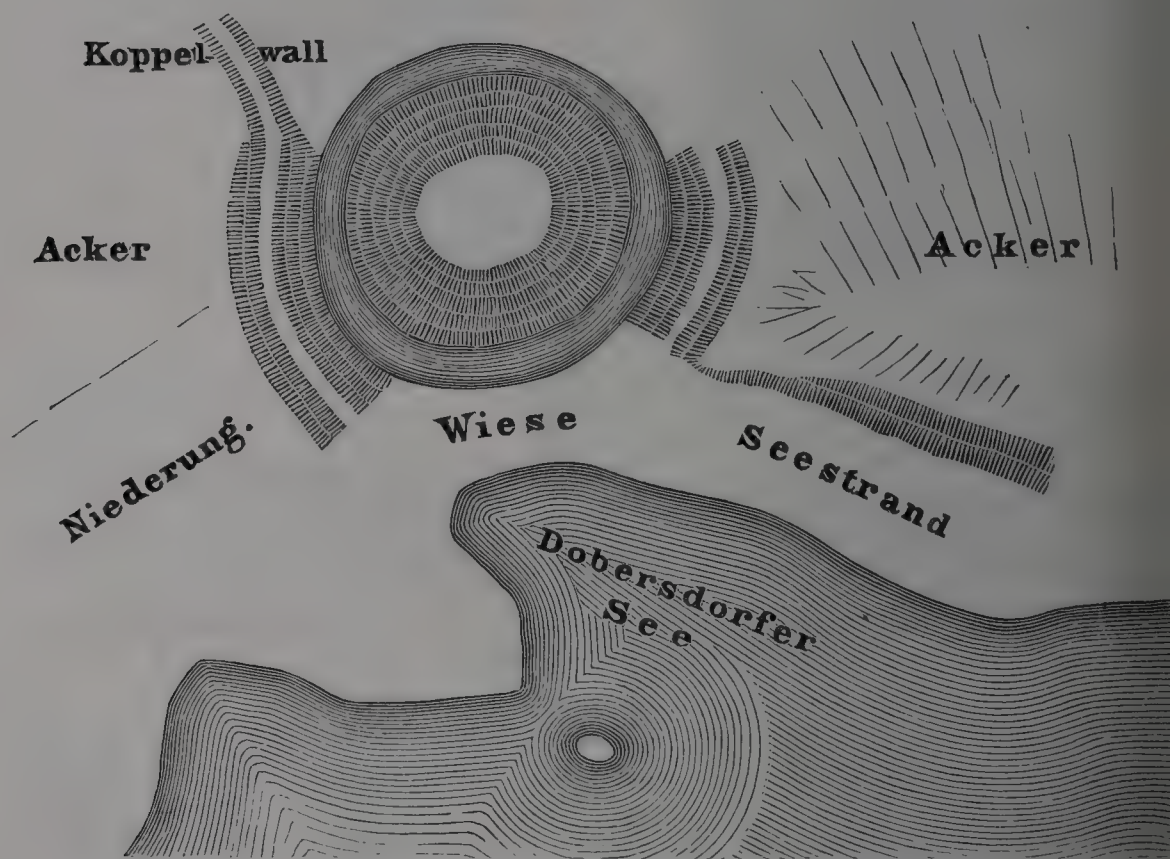 Koppel-wall
Acker
Acker
Niederung.
Wiese
Seestrand
Dobersdorfer
See